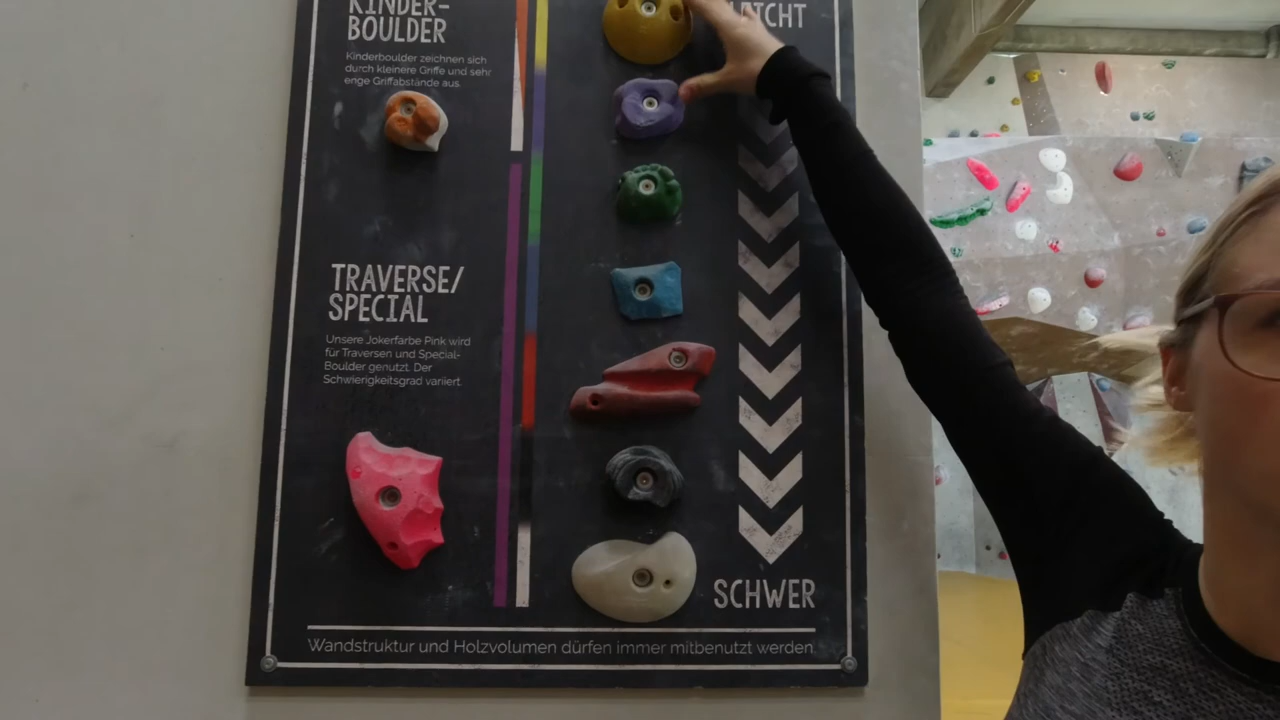 KINDER-
BOULDER
Kinderboulder zeichnen sich
durch kleinere Griffe und sehr
enge Griffabstände aus.
LEICHT
TRAVERSE/
SPECIAL
Unsere Jokerfarbe Pink wird
für Traversen und Special-
Boulder genutzt. Der
Schwierigkeitsgrad variiert.
SCHWER
Wandstruktur und Holzvolumen dürfen immer mitbenutzt werden.